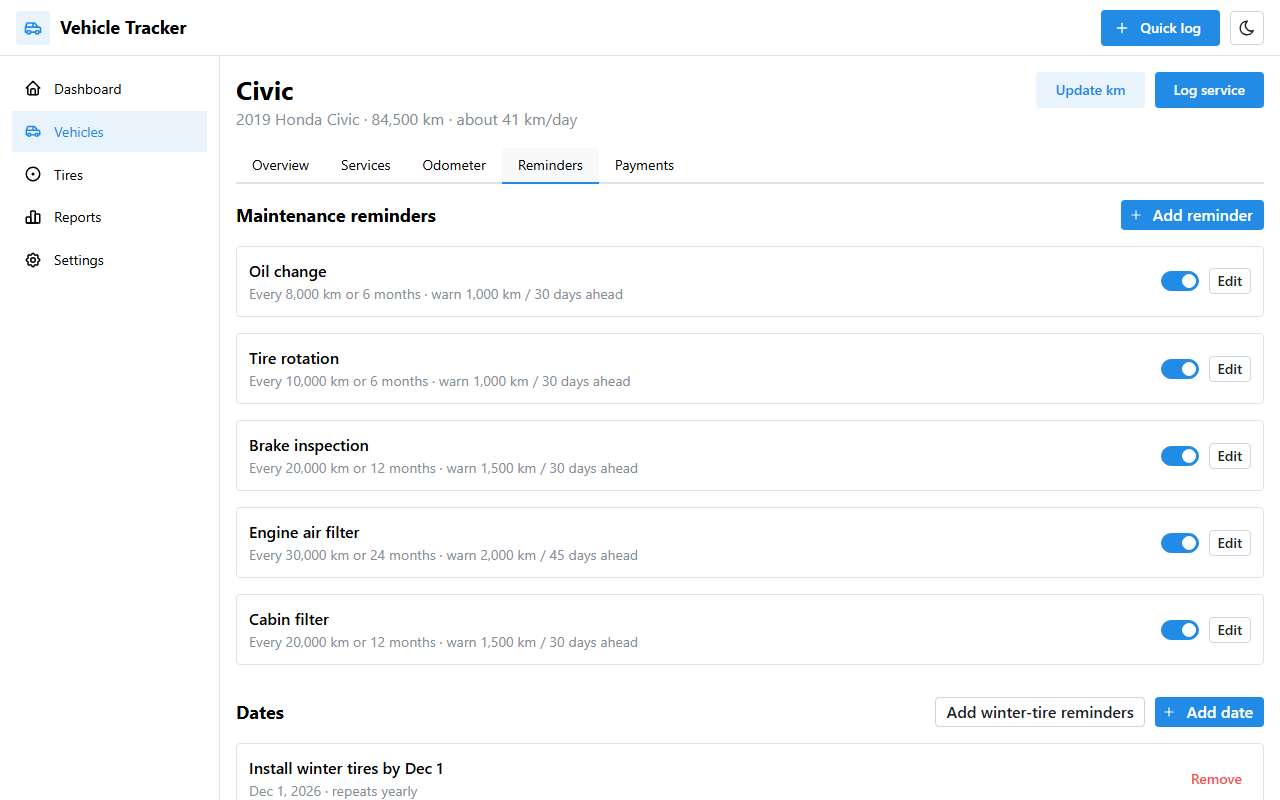 Vehicle Tracker
Quick log
Dashboard
Vehicles
Tires
Reports
Settings
Civic
2019 Honda Civic · 84,500 km · about 41 km/day
Update km
Log service
Overview
Services
Odometer
Reminders
Payments
Maintenance reminders
Add reminder
Oil change
Every 8,000 km or 6 months · warn 1,000 km / 30 days ahead
Edit
Tire rotation
Every 10,000 km or 6 months · warn 1,000 km / 30 days ahead
Edit
Brake inspection
Every 20,000 km or 12 months · warn 1,500 km / 30 days ahead
Edit
Engine air filter
Every 30,000 km or 24 months · warn 2,000 km / 45 days ahead
Edit
Cabin filter
Every 20,000 km or 12 months · warn 1,500 km / 30 days ahead
Edit
Dates
Add winter-tire reminders
Add date
Install winter tires by Dec 1
Dec 1, 2026 · repeats yearly
Remove